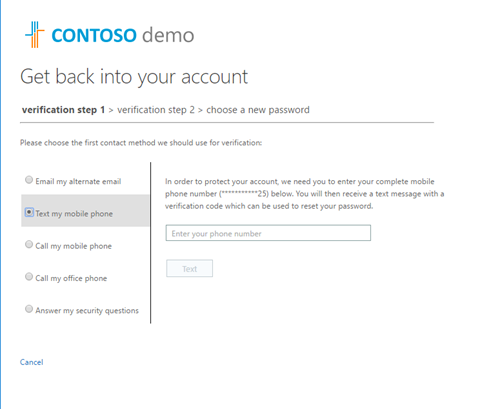 CONTOSO demo
Get back into your account
verification step 1 > verification step 2 > choose a new password
Please choose the first contact method we should use for verification:
Email my alternate email
Text my mobile phone
Call my mobile phone
Call my office phone
Answer my security questions
In order to protect your account, we need you to enter your complete mobile
phone number (***********25) below. You will then receive a text message with a
verification code which can be used to reset your password.
Enter your phone number
Text
Cancel